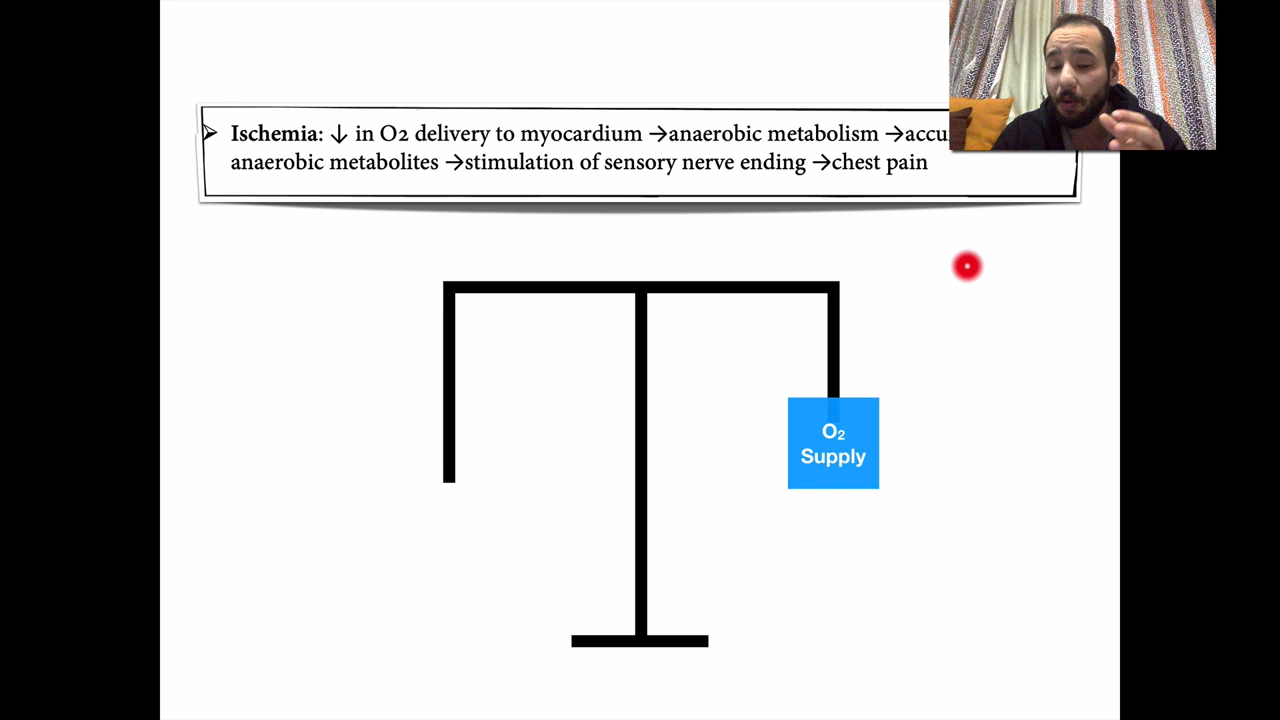 Ischemia: ↓ in O2 delivery to myocardium →anaerobic metabolism →
anaerobic metabolites →stimulation of sensory nerve ending →chest pain
O₂
Supply